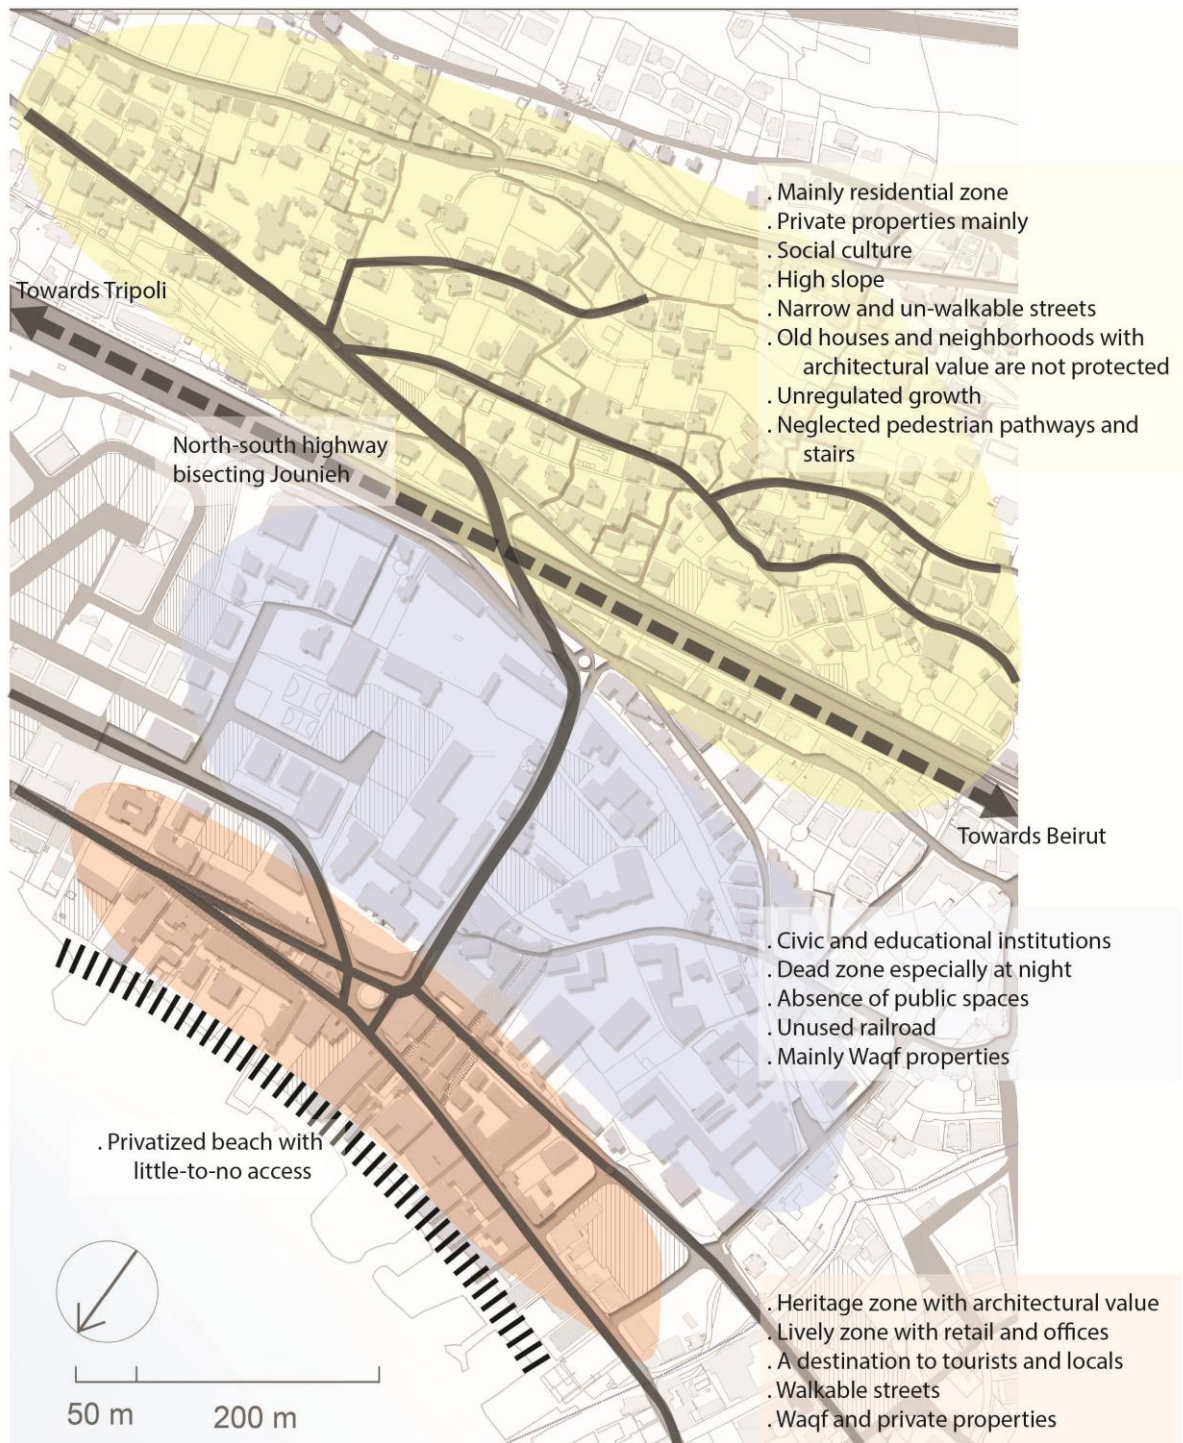 . Mainly residential zone
. Private properties mainly
. Social culture
. High slope
. Narrow and un-walkable streets
. Old houses and neighborhoods with
architectural value are not protected
. Unregulated growth
. Neglected pedestrian pathways and
stairs
Towards Tripoli
North-south highway
bisecting Jounieh
Towards Beirut
. Civic and educational institutions
. Dead zone especially at night
. Absence of public spaces
. Unused railroad
. Mainly Waqf properties
. Privatized beach with
little-to-no access
. Heritage zone with architectural value
. Lively zone with retail and offices
. A destination to tourists and locals
. Walkable streets
. Waqf and private properties
50 m
200 m